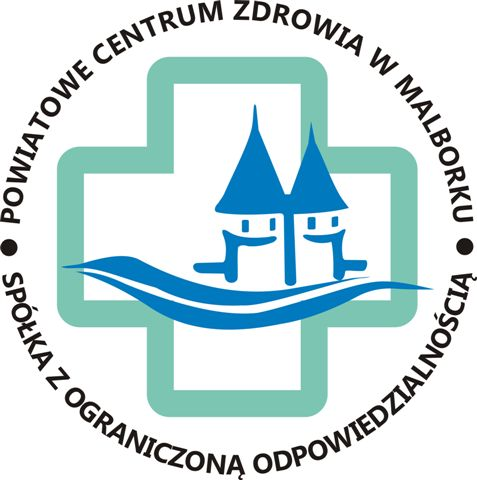 POWIATOWE CENTRUM ZDROWIA W MALBORKU
SPÓŁKA Z OGRANICZONĄ ODPOWIEDZIALNOŚCIĄ